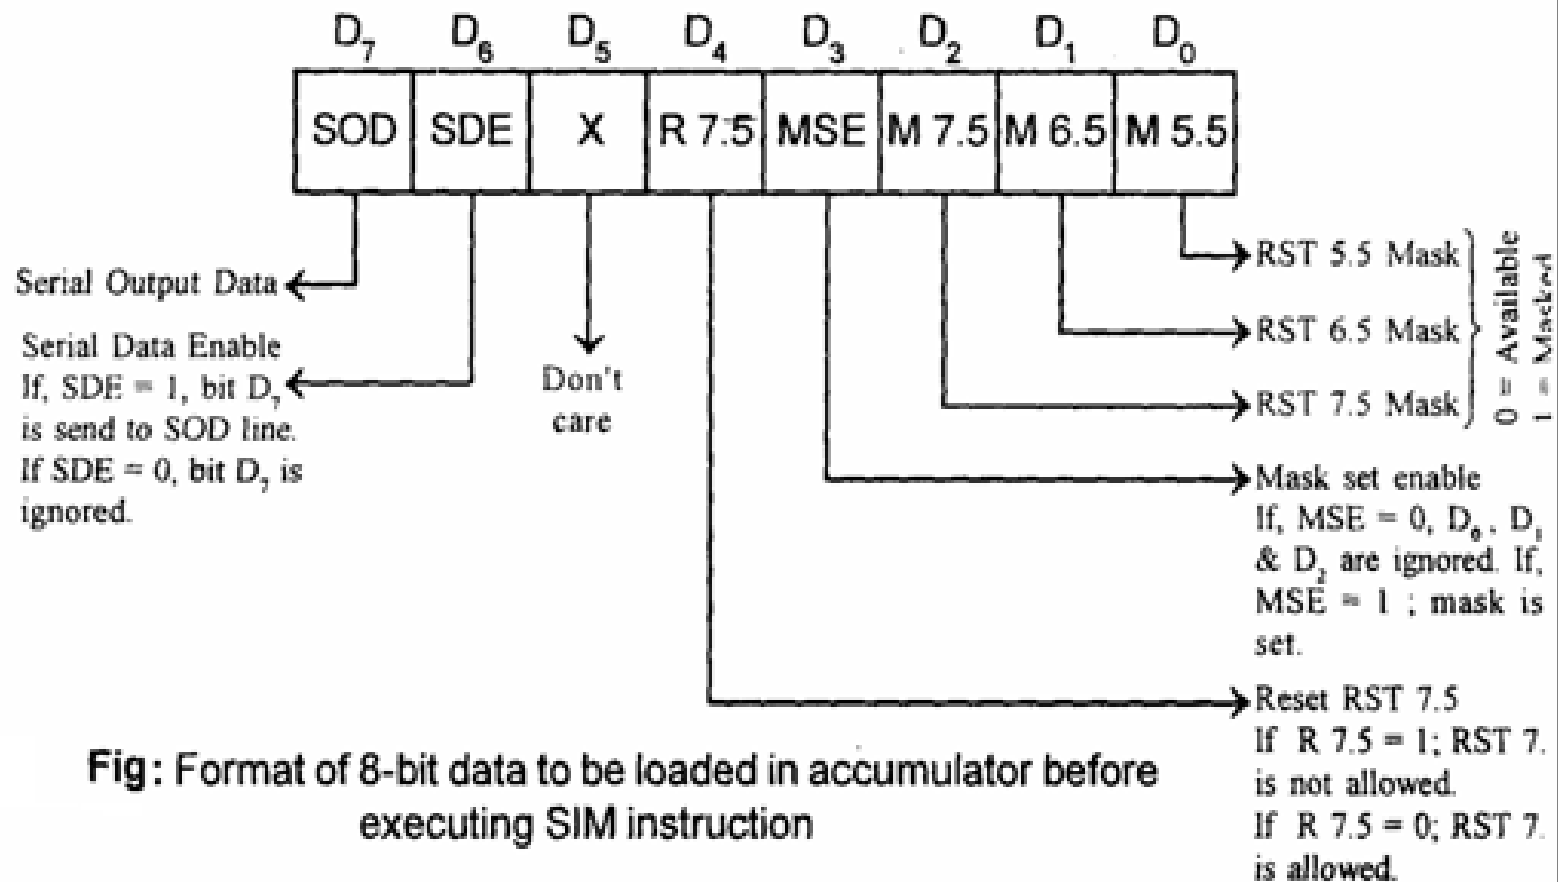 D7 D6 D5 D4 D3 D2 D1 D0
SOD SDE X R 7.5 MSE M 7.5 M 6.5 M 5.5
Serial Output Data
Serial Data Enable
If, SDE = 1, bit D7
is send to SOD line.
If SDE = 0, bit D7 is
ignored.
Don't
care
RST 5.5 Mask
RST 6.5 Mask
RST 7.5 Mask
0 = Available
1 = Masked
Mask set enable
If, MSE = 0, D0, D1
& D2 are ignored. If,
MSE = 1 ; mask is
set.
Reset RST 7.5
If R 7.5 = 1; RST 7.
is not allowed.
If R 7.5 = 0; RST 7.
is allowed.
Fig: Format of 8-bit data to be loaded in accumulator before
executing SIM instruction